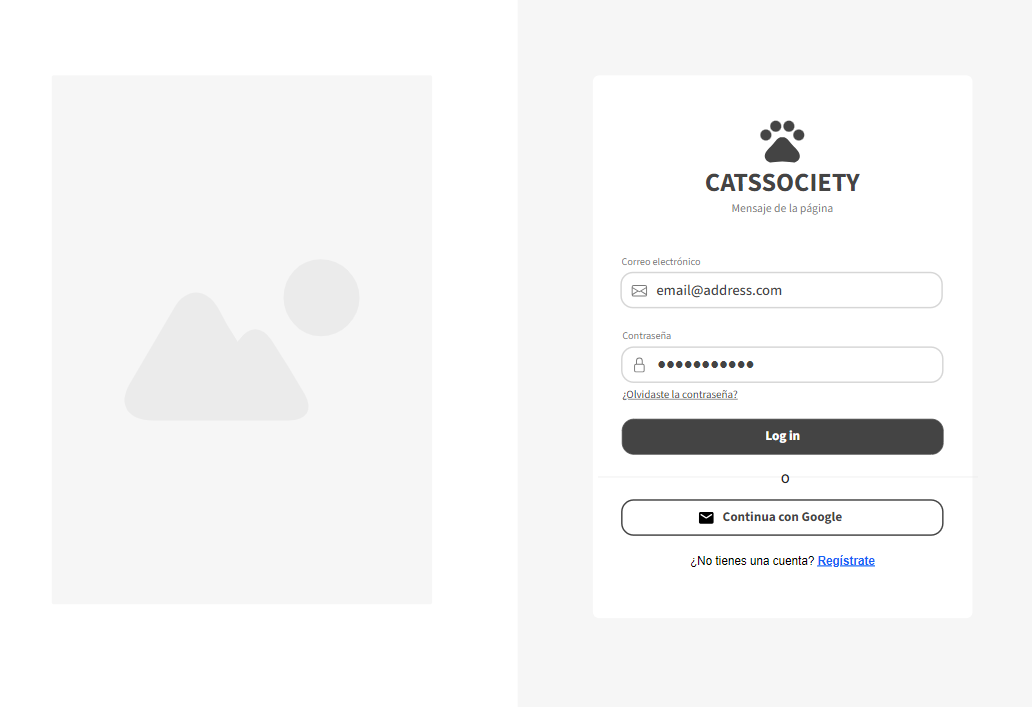 CATSSOCIETY
Mensaje de la página
Correo electrónico
email@address.com
Contraseña
¿Olvidaste la contraseña?
Log in
O
Continua con Google
¿No tienes una cuenta? Regístrate